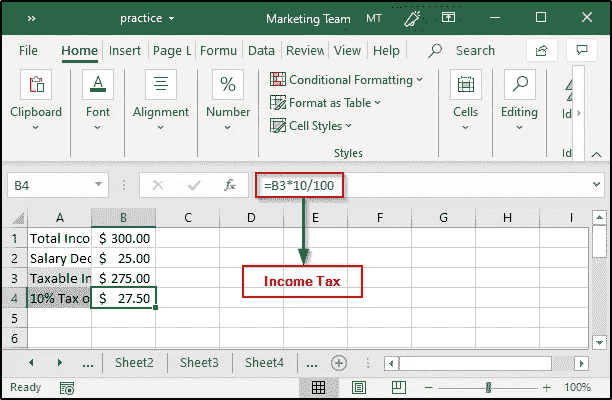 » practice Marketing Team MT
File Home Insert Page L Formu Data Review View Help Search
Clipboard Font Alignment Number Conditional Formatting Format as Table Cell Styles Cells Editing Id
Styles Id
B4 fx =B3*10/100
A B C D E F G H I
1 Total Inco $ 300.00
2 Salary Dec $ 25.00
3 Taxable In $ 275.00
4 10% Tax o $ 27.50
Income Tax
5
6
... Sheet2 Sheet3 Sheet4 ...
Ready 100%